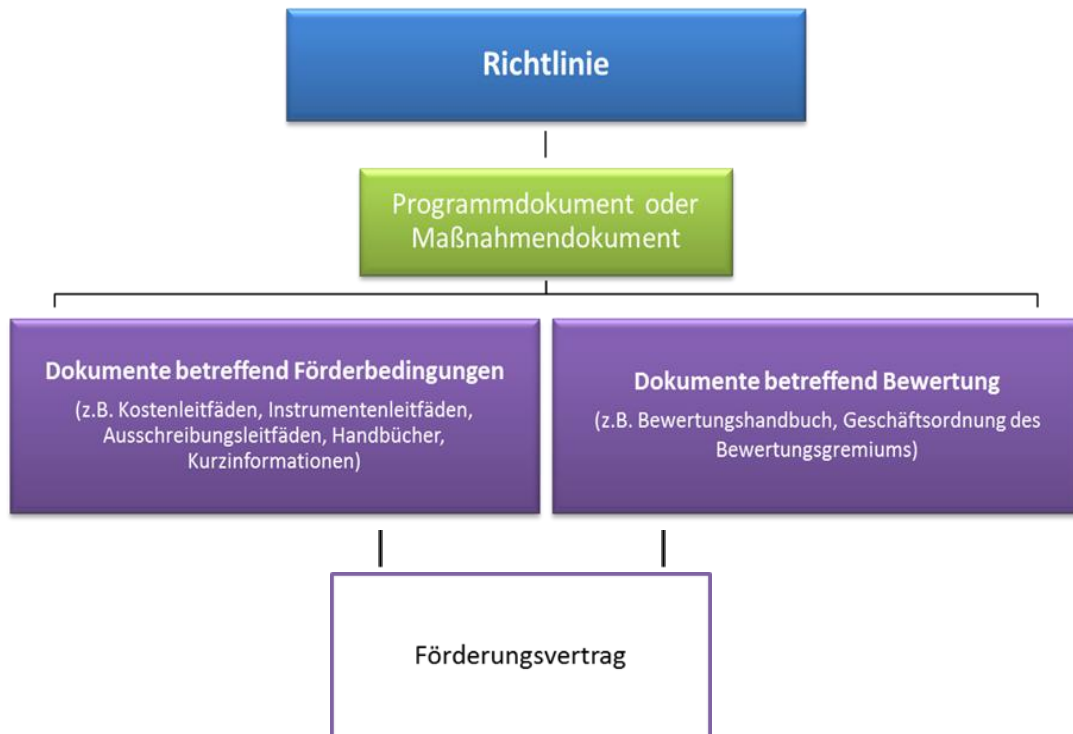 Richtlinie
Programmdokument oder
Maßnahmendokument
Dokumente betreffend Förderbedingungen
(z.B. Kostenleitfäden, Instrumentenleitfäden,
Ausschreibungsleitfäden, Handbücher,
Kurzinformationen)
Dokumente betreffend Bewertung
(z.B. Bewertungshandbuch, Geschäftsordnung des
Bewertungsgremiums)
Förderungsvertrag